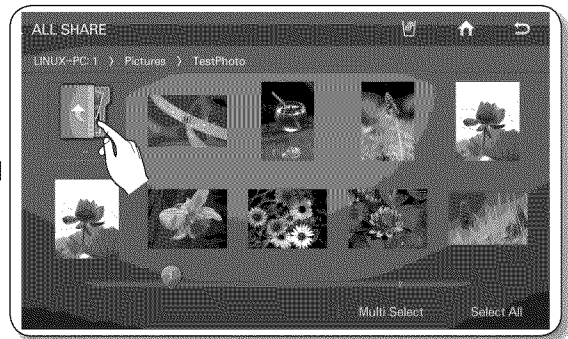 ALL SHARE
LINUX-PC: 1 > Pictures > TestPhoto
Multi Select Select All